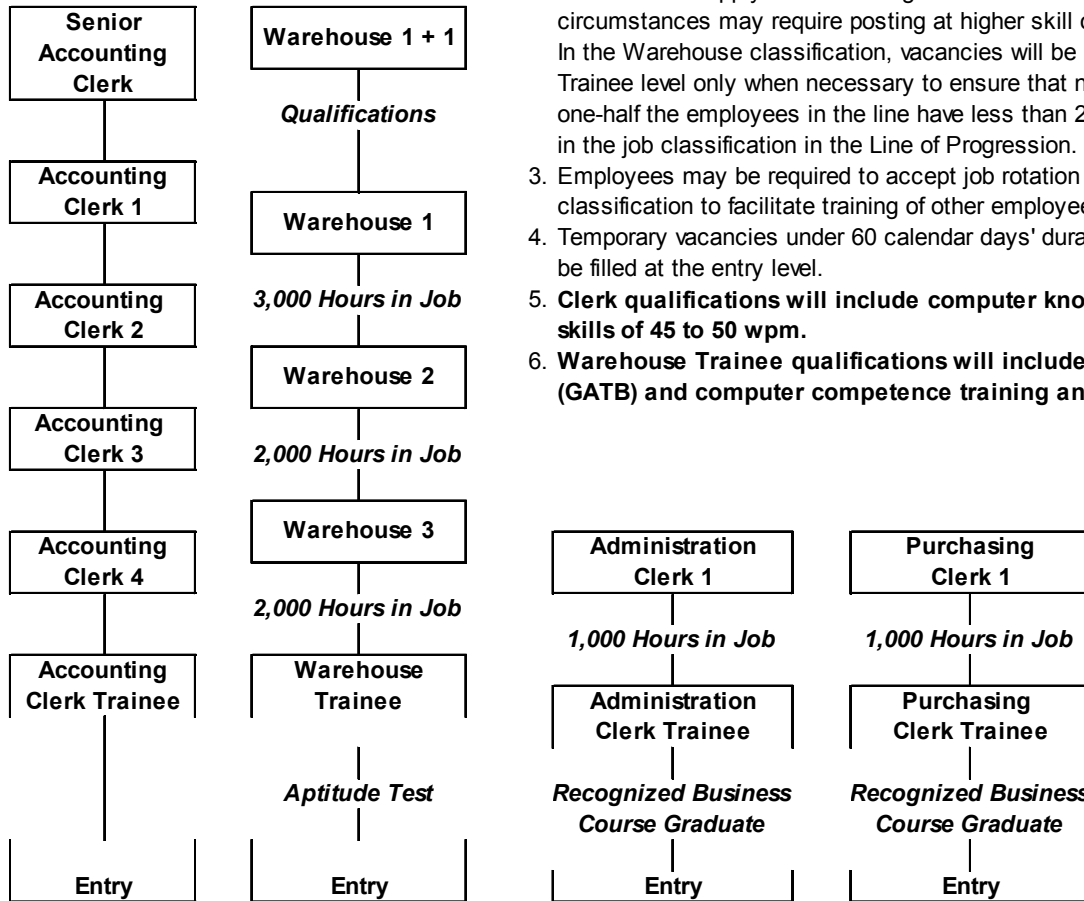 circumstances may require posting at higher skill
In the Warehouse classification, vacancies will be
Trainee level only when necessary to ensure that
one-half the employees in the line have less than
in the job classification in the Line of Progression.
3. Employees may be required to accept job rotation
classification to facilitate training of other
4. Temporary vacancies under 60 calendar days'
be filled at the entry level.
5. Clerk qualifications will include computer
skills of 45 to 50 wpm.
6. Warehouse Trainee qualifications will include
(GATB) and computer competence training
Senior
Accounting
Clerk
Accounting
Clerk 1
Accounting
Clerk 2
Accounting
Clerk 3
Accounting
Clerk 4
Accounting
Clerk Trainee
Entry
Warehouse 1 + 1
Qualifications
Warehouse 1
3,000 Hours in Job
Warehouse 2
2,000 Hours in Job
Warehouse 3
2,000 Hours in Job
Warehouse
Trainee
Aptitude Test
Entry
Administration
Clerk 1
1,000 Hours in Job
Administration
Clerk Trainee
Recognized Business
Course Graduate
Entry
Purchasing
Clerk 1
1,000 Hours in Job
Purchasing
Clerk Trainee
Recognized Business
Course Graduate
Entry